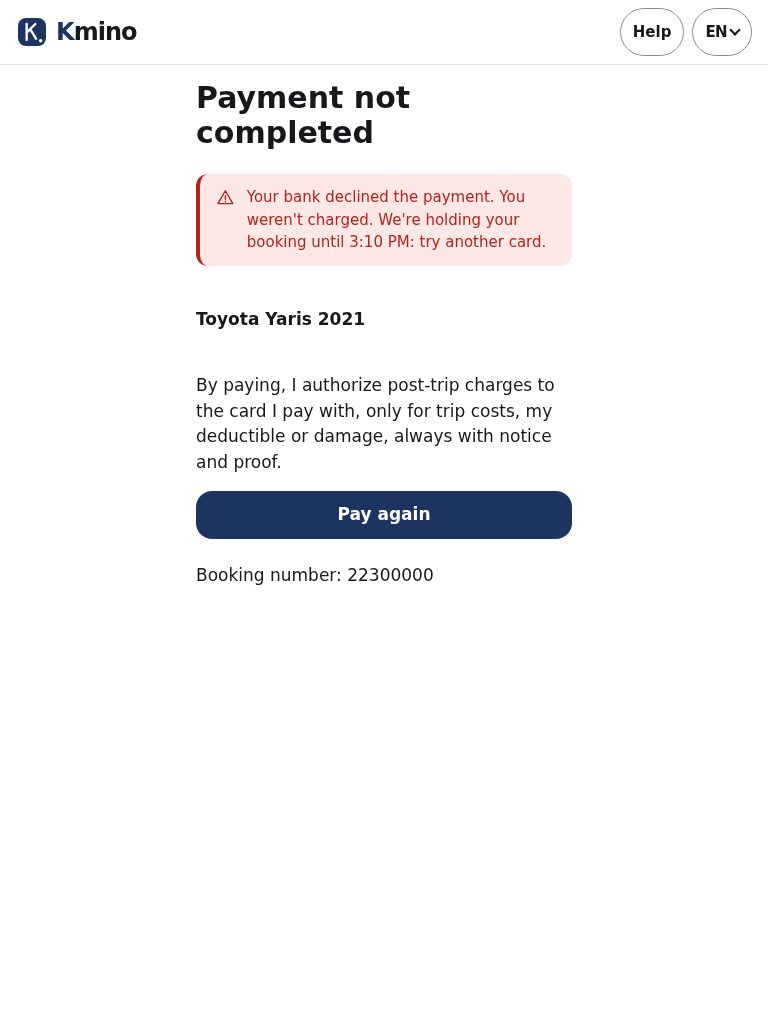 Kmino
Help
EN
Payment not
completed
Your bank declined the payment. You
weren't charged. We're holding your
booking until 3:10 PM: try another card.
Toyota Yaris 2021
By paying, I authorize post-trip charges to
the card I pay with, only for trip costs, my
deductible or damage, always with notice
and proof.
Pay again
Booking number: 22300000